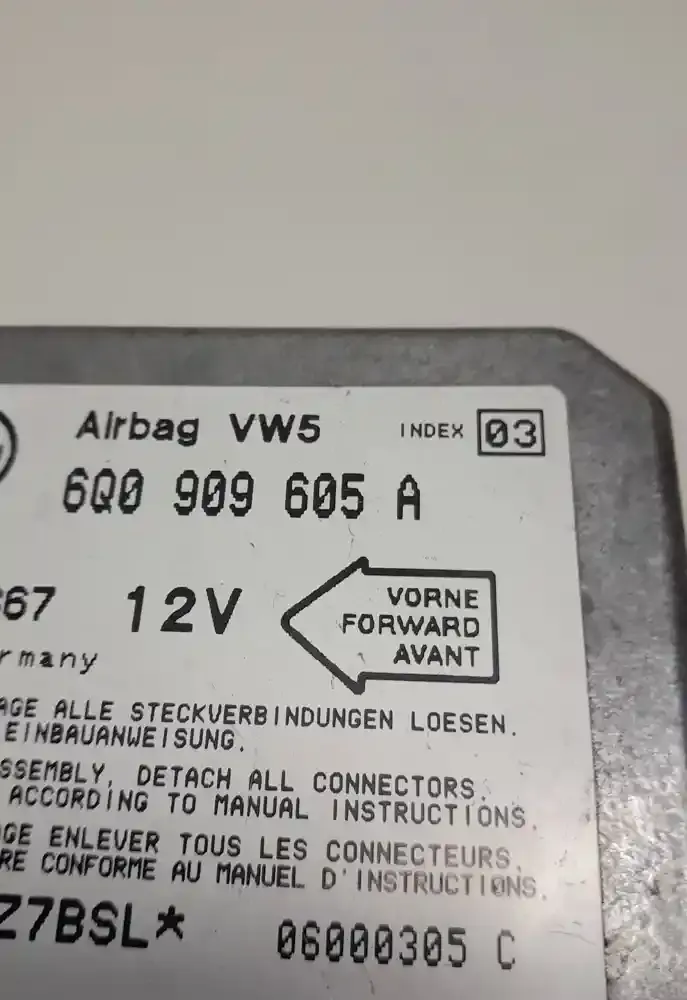 Airbag VW5 INDEX 03
6Q0 909 605 A
67 12V
VORNE
FORWARD
AVANT
rmany
AGE ALLE STECKVERBINDUNGEN LOESEN.
EINBAUANWEISUNG.
SSEMBLY, DETACH ALL CONNECTORS.
ACCORDING TO MANUAL INSTRUCTIONS.
GE ENLEVER TOUS LES CONNECTEURS,
RE CONFORME AU MANUEL D'INSTRUCTIONS.
Z7BSL* 06000305 C